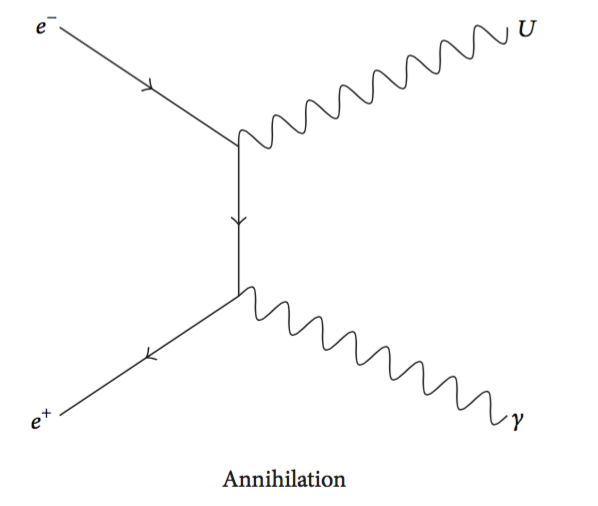 e⁻ U
e⁺ γ
Annihilation